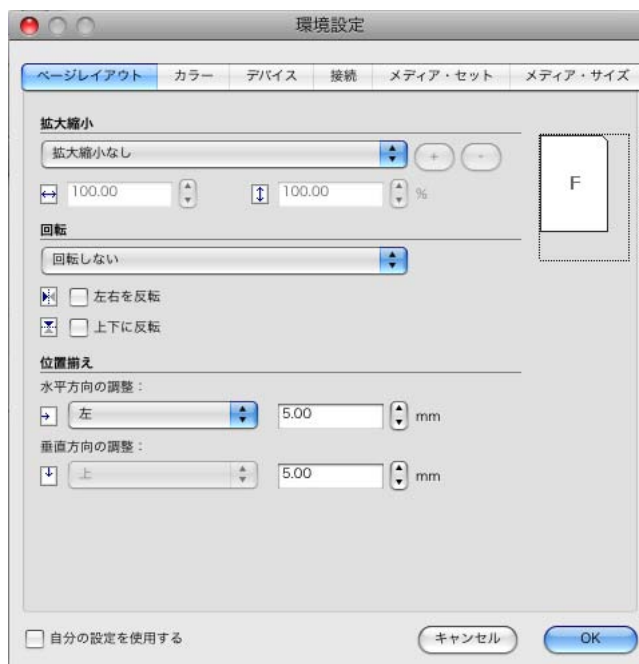 環境設定
ページレイアウト カラー デバイス 接続 メディア・セット メディア・サイズ
拡大縮小
拡大縮小なし + -
100.00 100.00 %
F
回転
回転しない
左右を反転
上下に反転
位置揃え
水平方向の調整：
左 5.00 mm
垂直方向の調整：
上 5.00 mm
自分の設定を使用する キャンセル OK